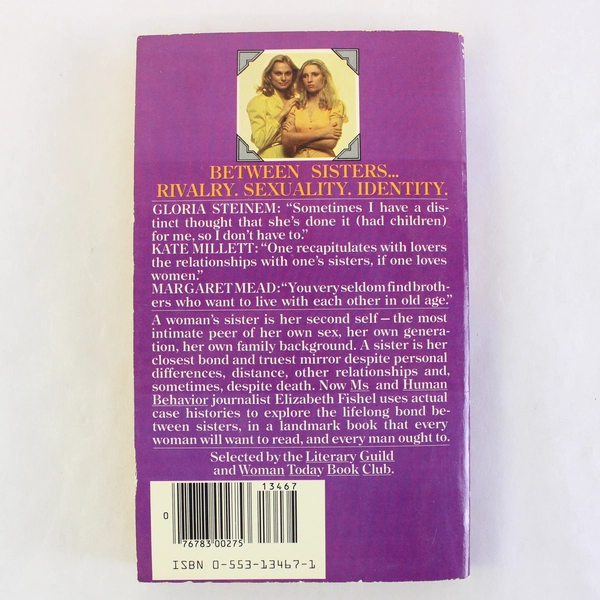 BETWEEN SISTERS...
RIVALRY. SEXUALITY. IDENTITY.
GLORIA STEINEM: “Sometimes I have a dis-
tinct thought that she's done it (had children)
for me, so I don't have to.”
KATE MILLETT: “One recapitulates with lovers
the relationships with one's sisters, if one loves
women.”
MARGARET MEAD: “You very seldom find broth-
ers who want to live with each other in old age.”
A woman's sister is her second self — the most
intimate peer of her own sex, her own genera-
tion, her own family background. A sister is her
closest bond and truest mirror despite personal
differences, distance, other relationships and,
sometimes, despite death. Now Ms and Human
Behavior journalist Elizabeth Fishel uses actual
case histories to explore the lifelong bond be-
tween sisters, in a landmark book that every
woman will want to read, and every man ought to.
Selected by the Literary Guild
and Woman Today Book Club.
13467
0
76783 00275
ISBN 0-553-13467-1